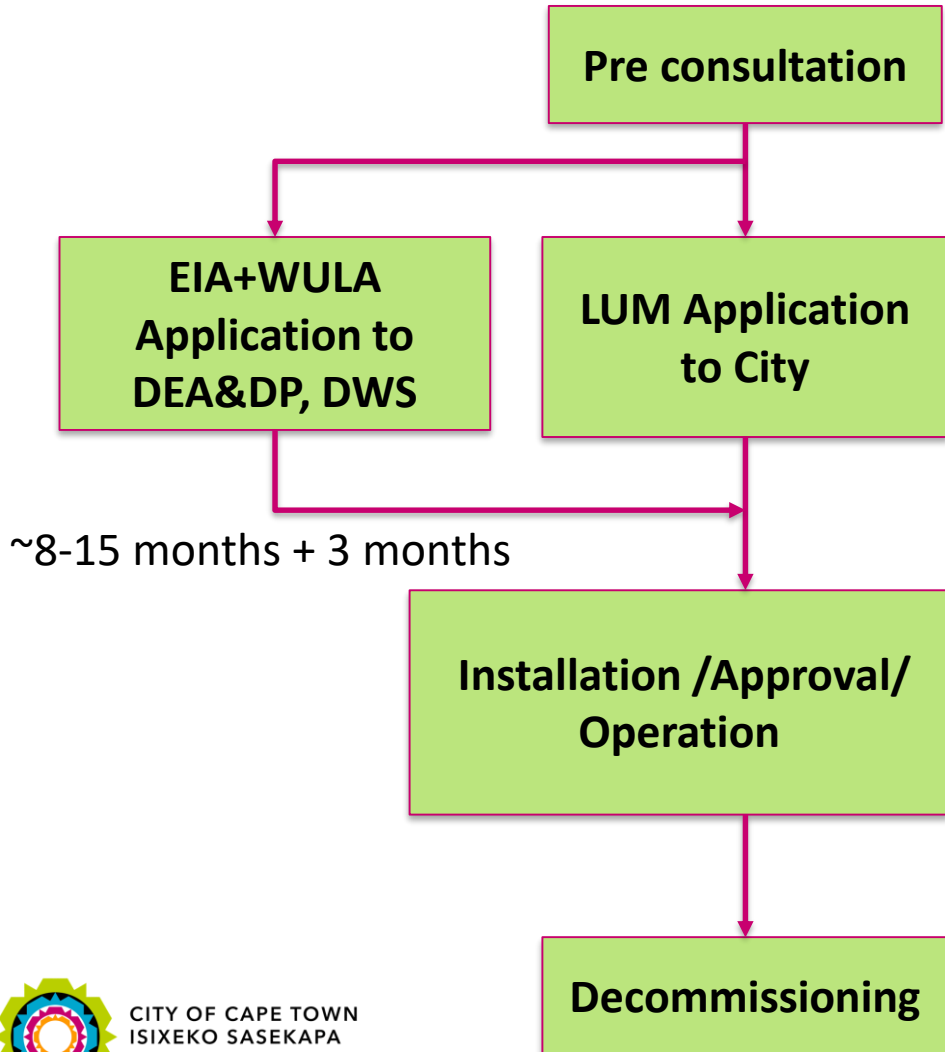 Pre consultation
EIA+WULA
Application to
DEA&DP, DWS
LUM Application
to City
~8-15 months + 3 months
Installation /Approval/
Operation
Decommissioning
CITY OF CAPE TOWN
ISIXEKO SASEKAPA